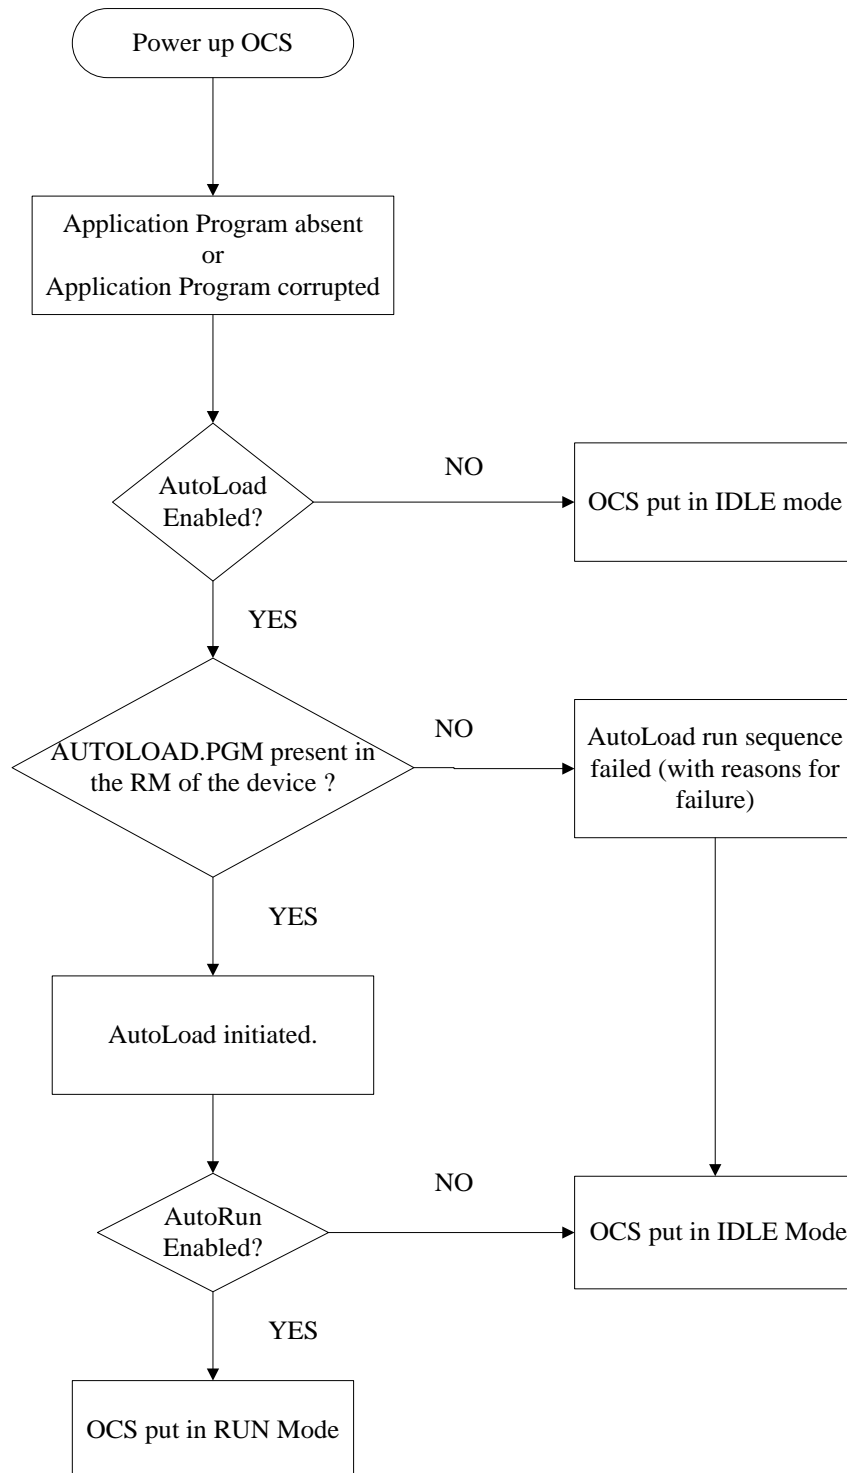 Power up OCS
Application Program absent
or
Application Program corrupted
AutoLoad
Enabled?
NO
OCS put in IDLE mode
YES
AUTOLOAD.PGM present in
the RM of the device ?
NO
AutoLoad run sequence
failed (with reasons for
failure)
YES
AutoLoad initiated.
AutoRun
Enabled?
NO
OCS put in IDLE Mode
YES
OCS put in RUN Mode